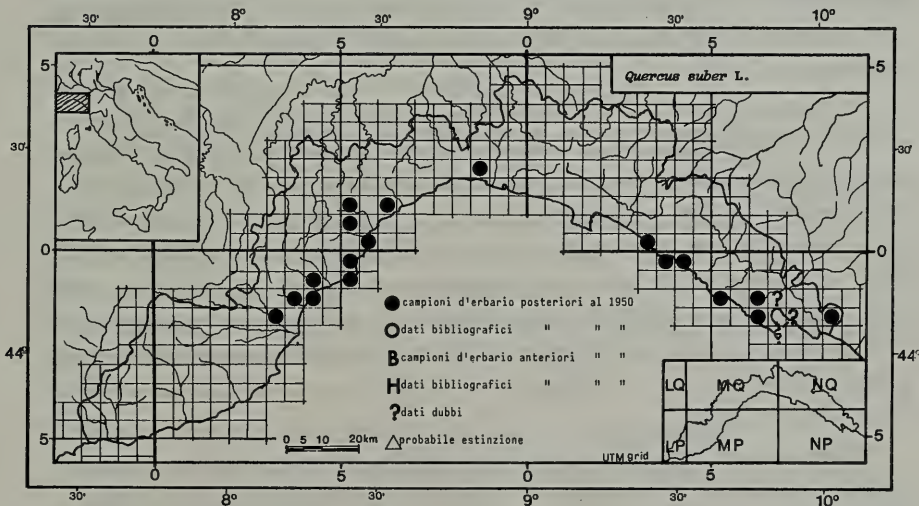 30' 8° 30' 9° 30' 10°
0 5 0 5
5 5
Quercus suber L.
30' 30'
0 0
●campioni d'erbario posteriori al 1950
Odati bibliografici " " "
Bcampioni d'erbario anteriori " "
Hdati bibliografici " " "
?dati dubbi
△probabile estinzione
? ? ?
44° 44°
LQ MQ NQ
LP MP NP
5 5
0 5 10 20km
UTM grid
0 5 0 5
30' 8° 30' 9° 30' 10°